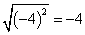 √(−4)² = −4